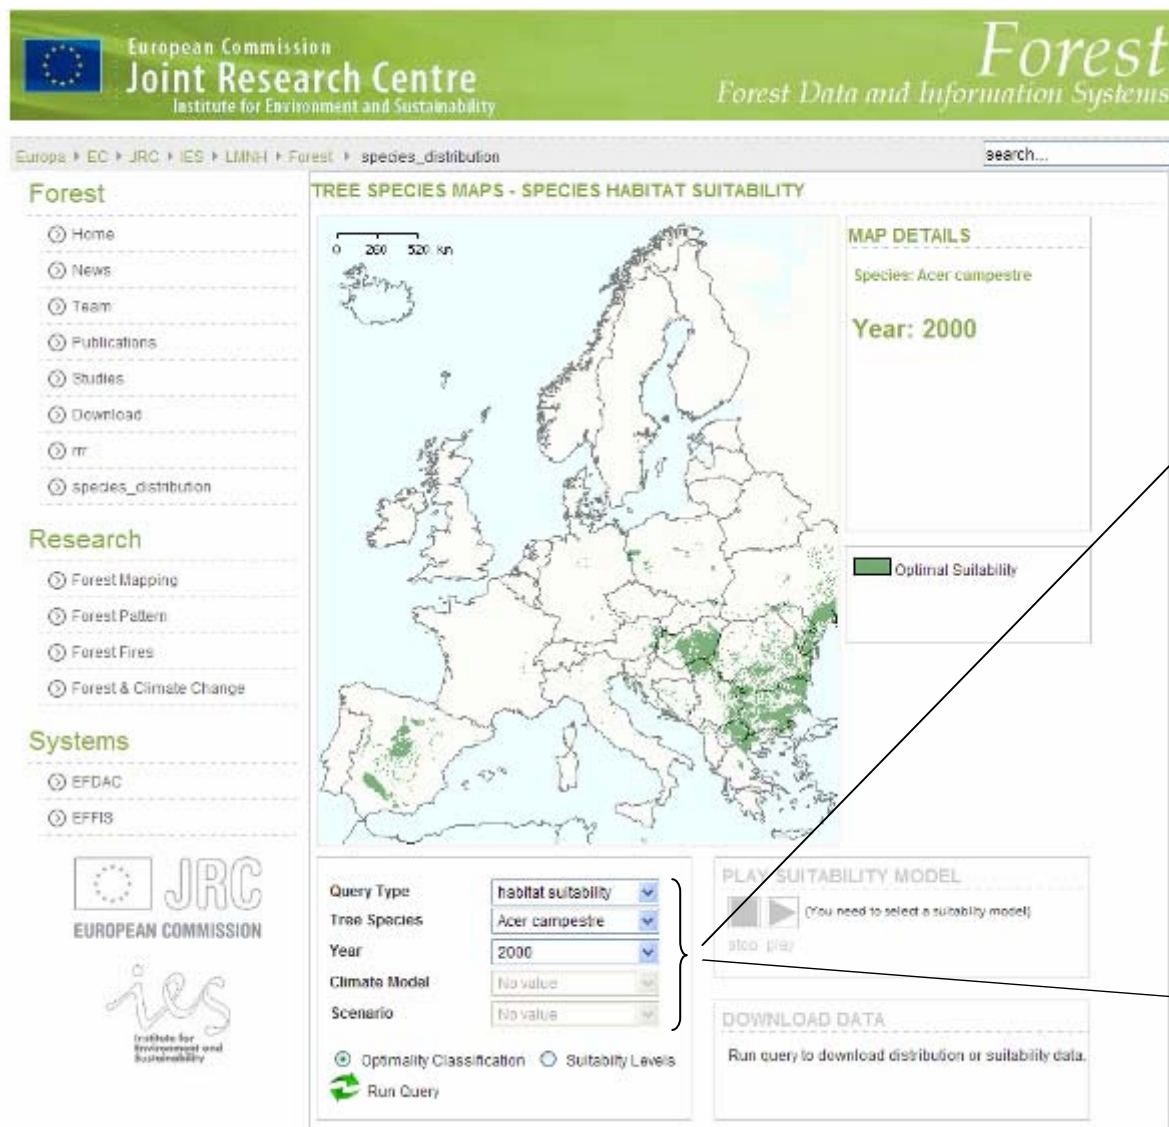 European Commission
Joint Research Centre
Institute for Environment and Sustainability
Forest
Forest Data and Information Systems
Europa EC JRC IES LMNH Forest species_distribution
search...
Forest
Home
News
Team
Publications
Studies
Download
rrr
species_distribution
Research
Forest Mapping
Forest Pattern
Forest Fires
Forest & Climate Change
Systems
EFDAC
EFFIS
JRC
EUROPEAN COMMISSION
ies
Institute for
Environment and
Sustainability
TREE SPECIES MAPS - SPECIES HABITAT SUITABILITY
0 260 520 km
MAP DETAILS
Species: Acer campestre
Year: 2000
Optimal Suitability
Query Type habitat suitability
Tree Species Acer campestre
Year 2000
Climate Model No value
Scenario No value
Optimality Classification Suitabilty Levels
Run Query
PLAY SUITABILITY MODEL
(You need to select a suitabilty model)
stop play
DOWNLOAD DATA
Run query to download distribution or suitability data.